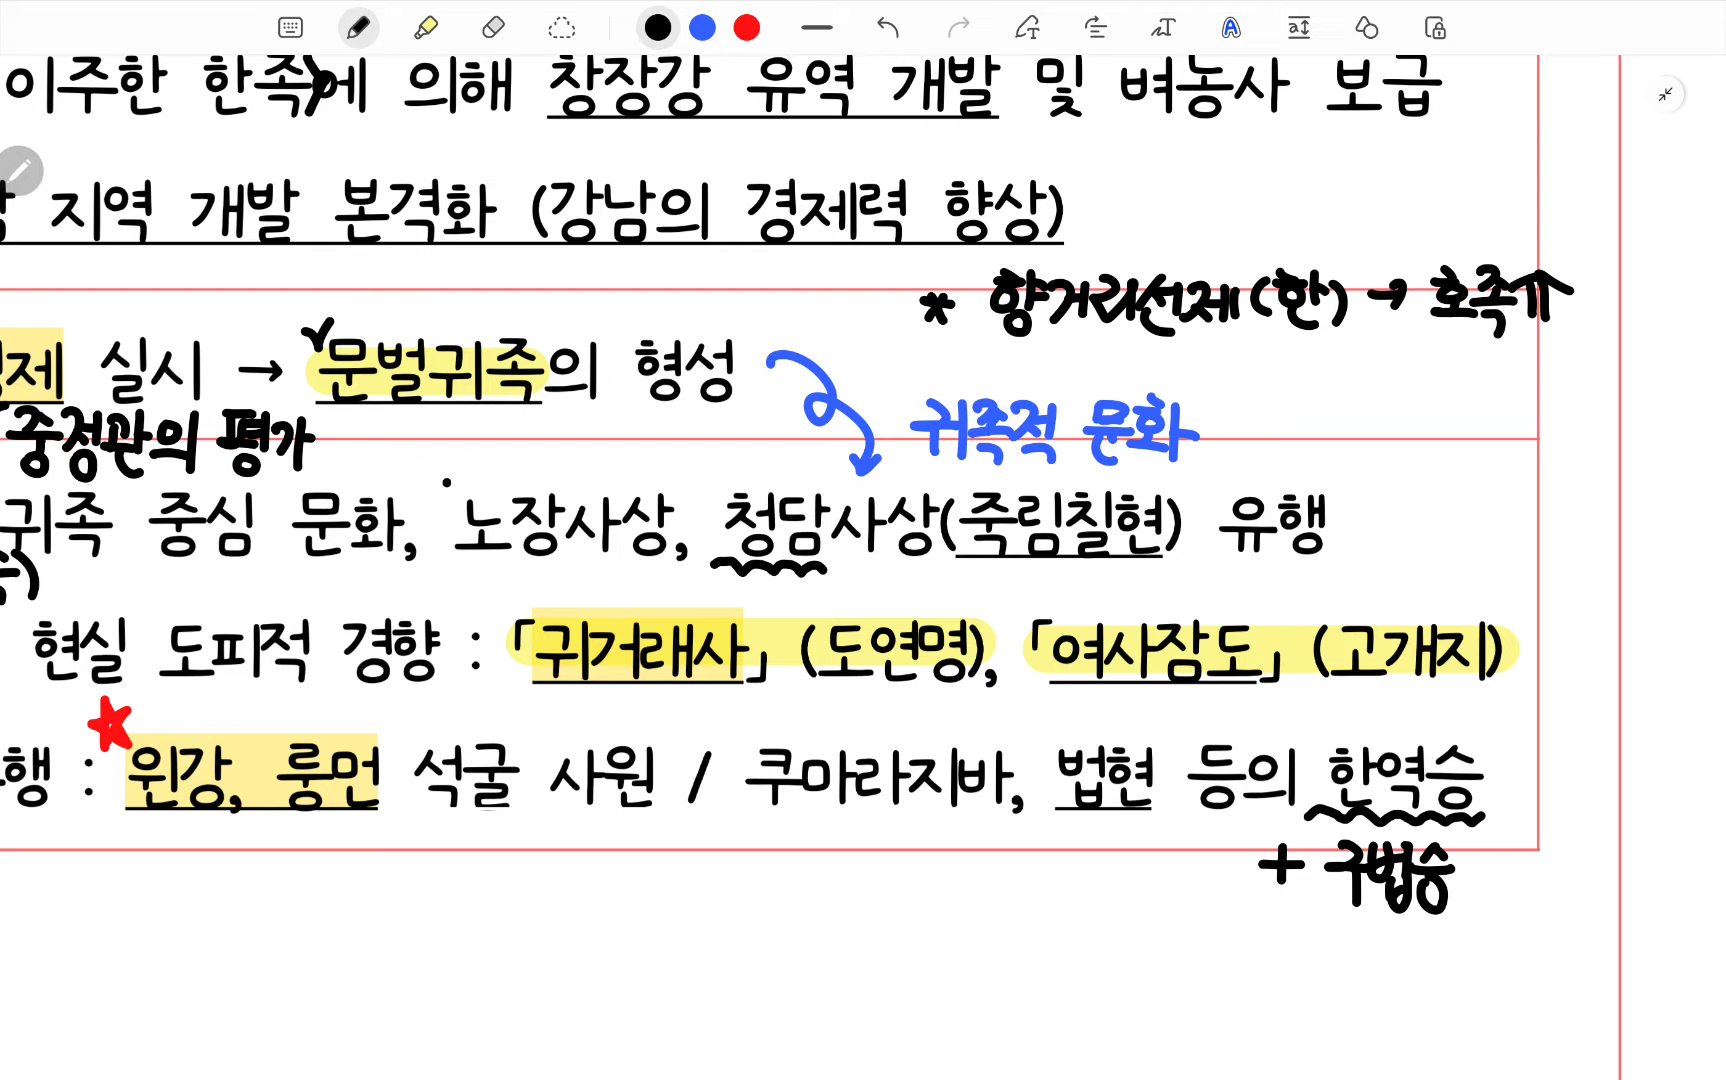 이주한 한족)에 의해 창장강 유역 개발 및 벼농사 보급
지역 개발 본격화 (강남의 경제력 향상)
* 향거리선제(한) → 호족↑
제 실시 → 문벌귀족의 형성
중정관의 평가
귀족적 문화
귀족 중심 문화, 노장사상, 청담사상(죽림칠현) 유행
현실 도피적 경향 : 「귀거래사」 (도연명), 「여사잠도」 (고개지)
행 : 윈강, 룽먼 석굴 사원 / 쿠마라지바, 법현 등의 한역승
+ 구법승